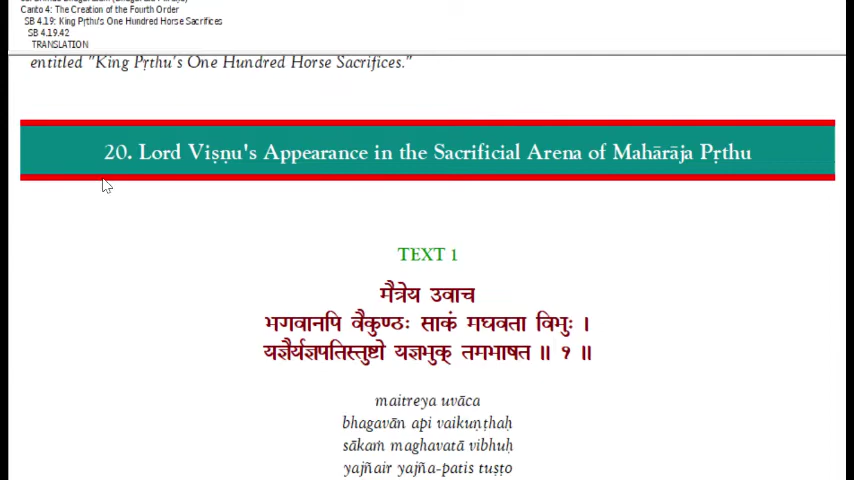 Canto 4: The Creation of the Fourth Order
SB 4.19: King Pṛthu's One Hundred Horse Sacrifices
SB 4.19.42
TRANSLATION
entitled "King Pṛthu's One Hundred Horse Sacrifices."
20. Lord Viṣṇu's Appearance in the Sacrificial Arena of Mahārāja Pṛthu
TEXT 1
मैत्रेय उवाच
भगवानपि वैकुण्ठः साकं मघवता विभुः ।
यज्ञैर्यज्ञपतिस्तुष्टो यज्ञभुक् तमभाषत ॥ १ ॥
maitreya uvāca
bhagavān api vaikuṇṭhaḥ
sākaṁ maghavatā vibhuḥ
yajñair yajña-patis tuṣṭo